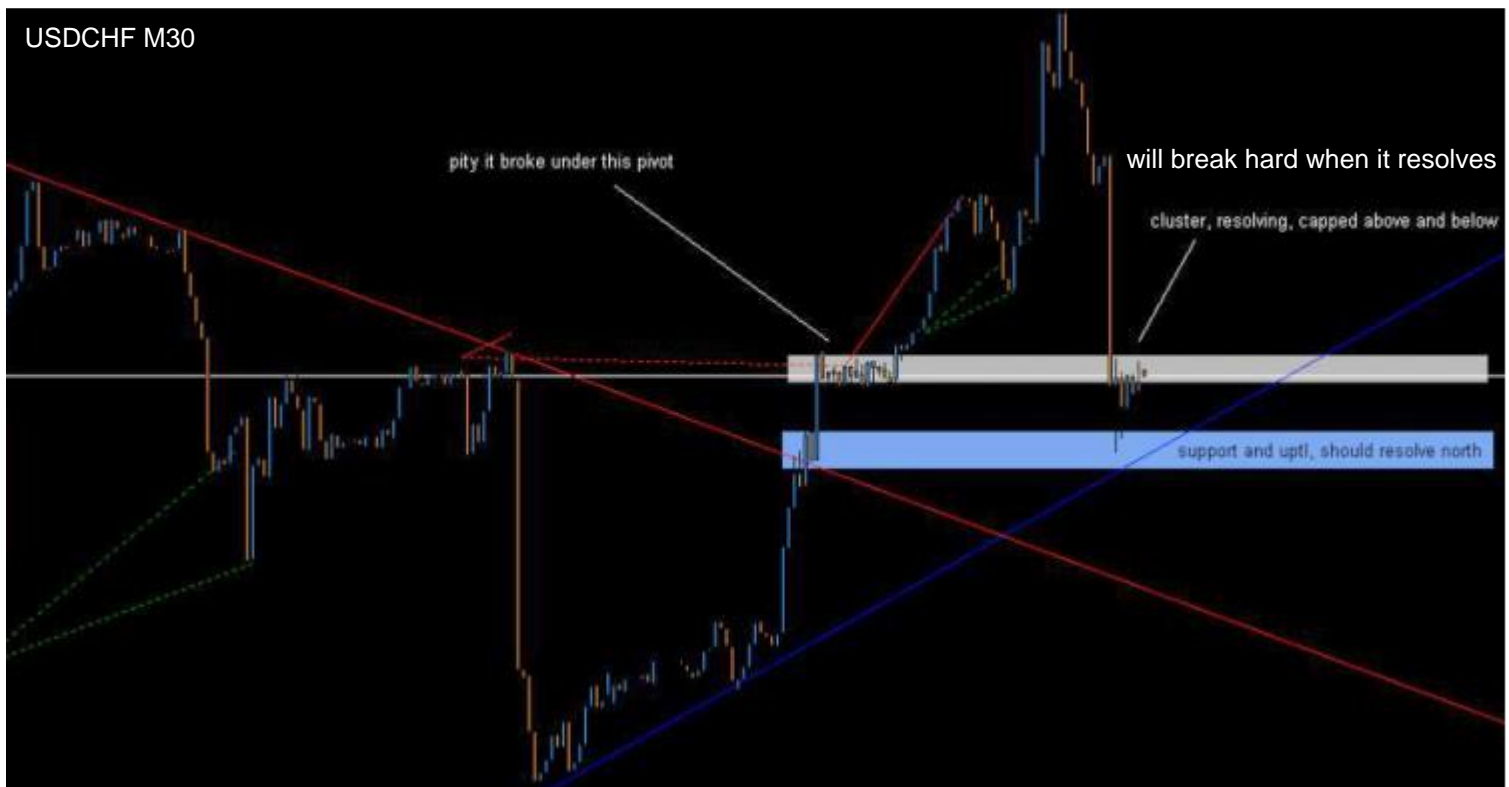 USDCHF M30
pity it broke under this pivot
will break hard when it resolves
cluster, resolving, capped above and below
support and uptl, should resolve north